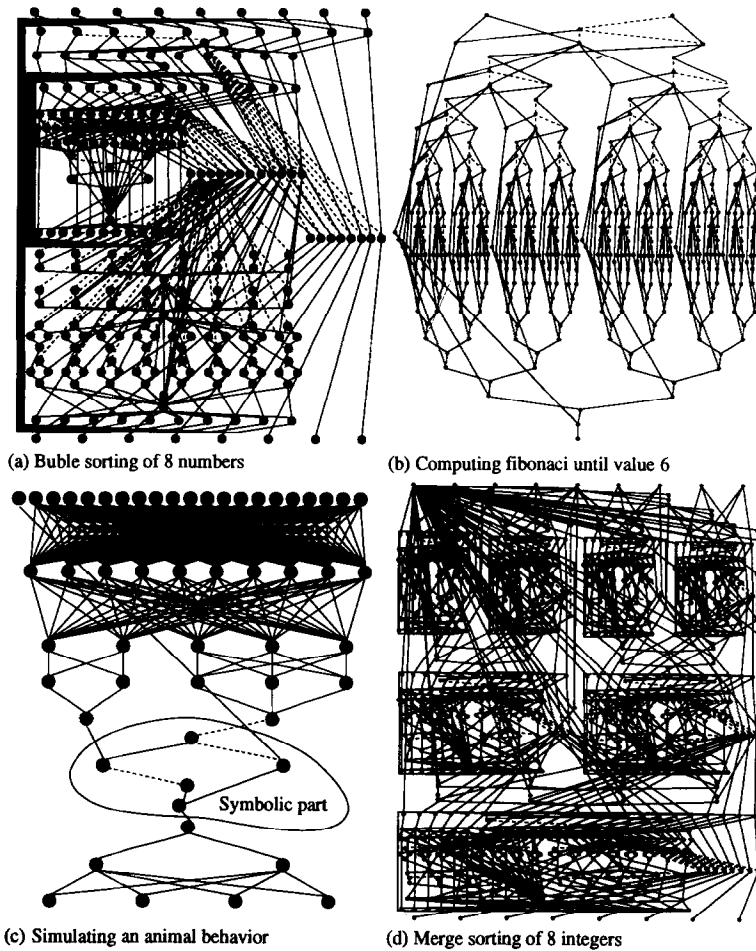 (a) Buble sorting of 8 numbers
(b) Computing fibonaci until value 6
Symbolic part
(c) Simulating an animal behavior
(d) Merge sorting of 8 integers